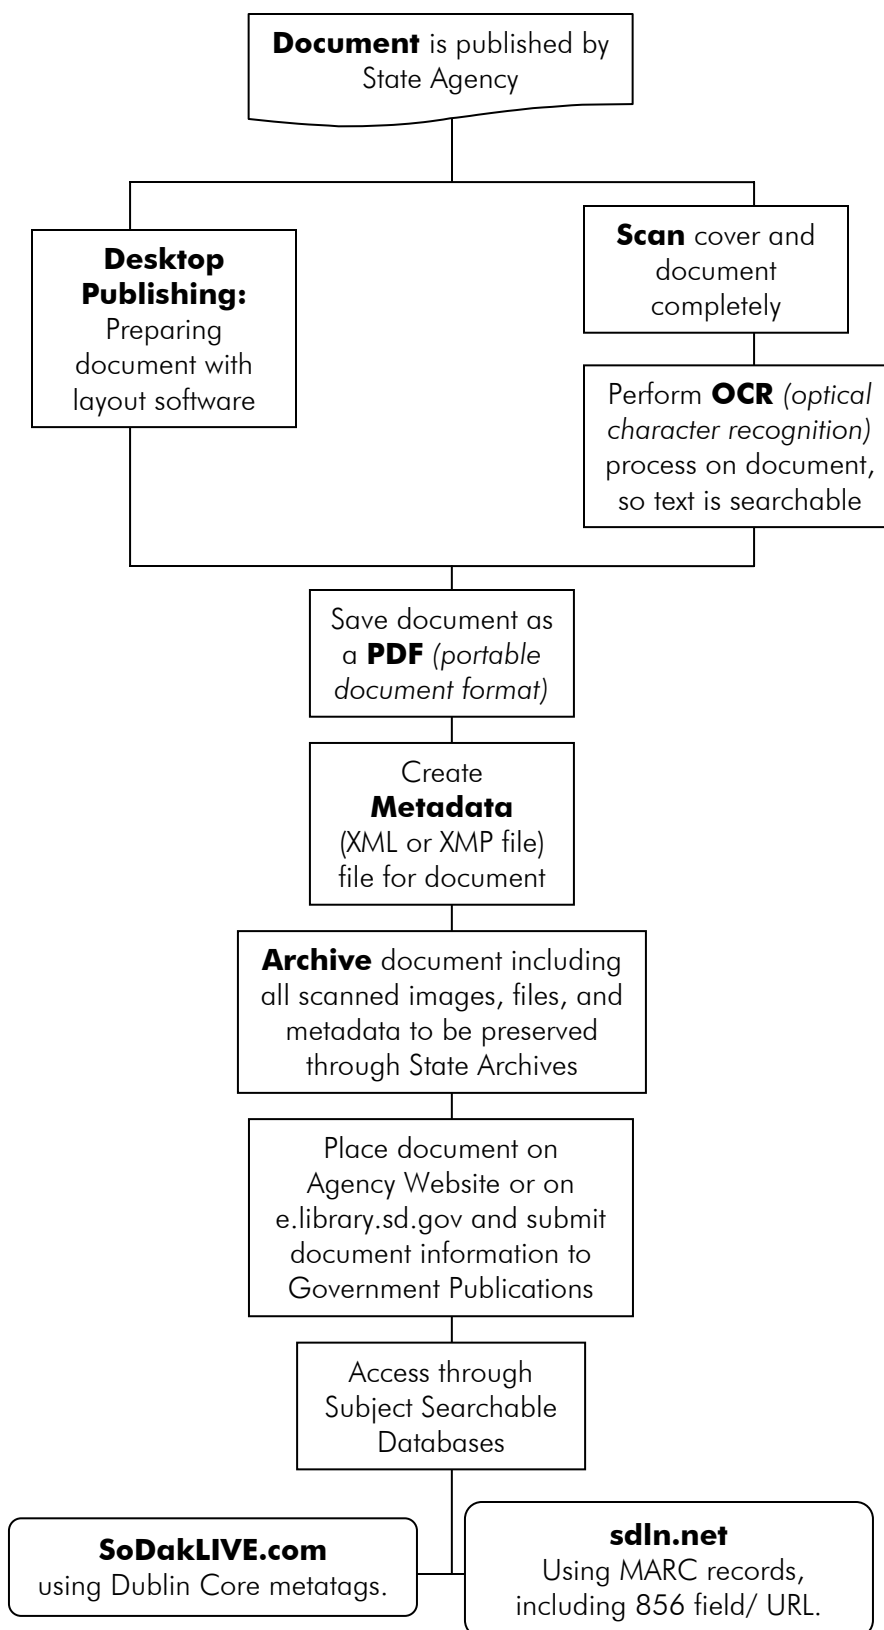 Document is published by
State Agency
Desktop
Publishing:
Preparing
document with
layout software
Scan cover and
document
completely
Perform OCR (optical
character recognition)
process on document,
so text is searchable
Save document as
a PDF (portable
document format)
Create
Metadata
(XML or XMP file)
file for document
Archive document including
all scanned images, files, and
metadata to be preserved
through State Archives
Place document on
Agency Website or on
e.library.sd.gov and submit
document information to
Government Publications
Access through
Subject Searchable
Databases
SoDakLIVE.com
using Dublin Core metatags.
sdln.net
Using MARC records,
including 856 field/ URL.